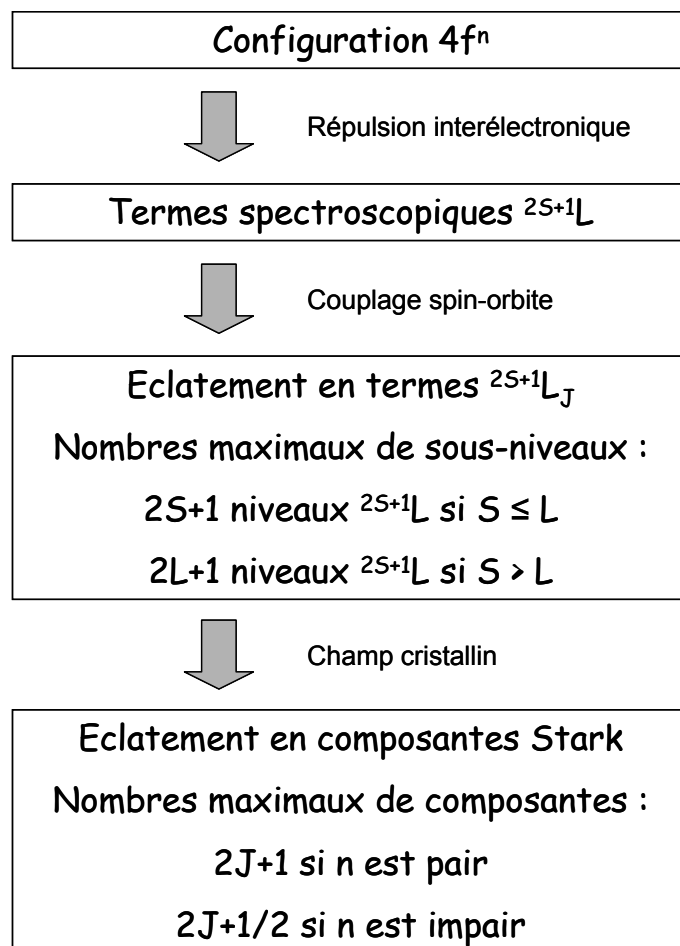 Configuration 4fⁿ
Répulsion interélectronique
Termes spectroscopiques ²ˢ⁺¹L
Couplage spin-orbite
Eclatement en termes ²ˢ⁺¹L_J
Nombres maximaux de sous-niveaux :
2S+1 niveaux ²ˢ⁺¹L si S ≤ L
2L+1 niveaux ²ˢ⁺¹L si S > L
Champ cristallin
Eclatement en composantes Stark
Nombres maximaux de composantes :
2J+1 si n est pair
2J+1/2 si n est impair